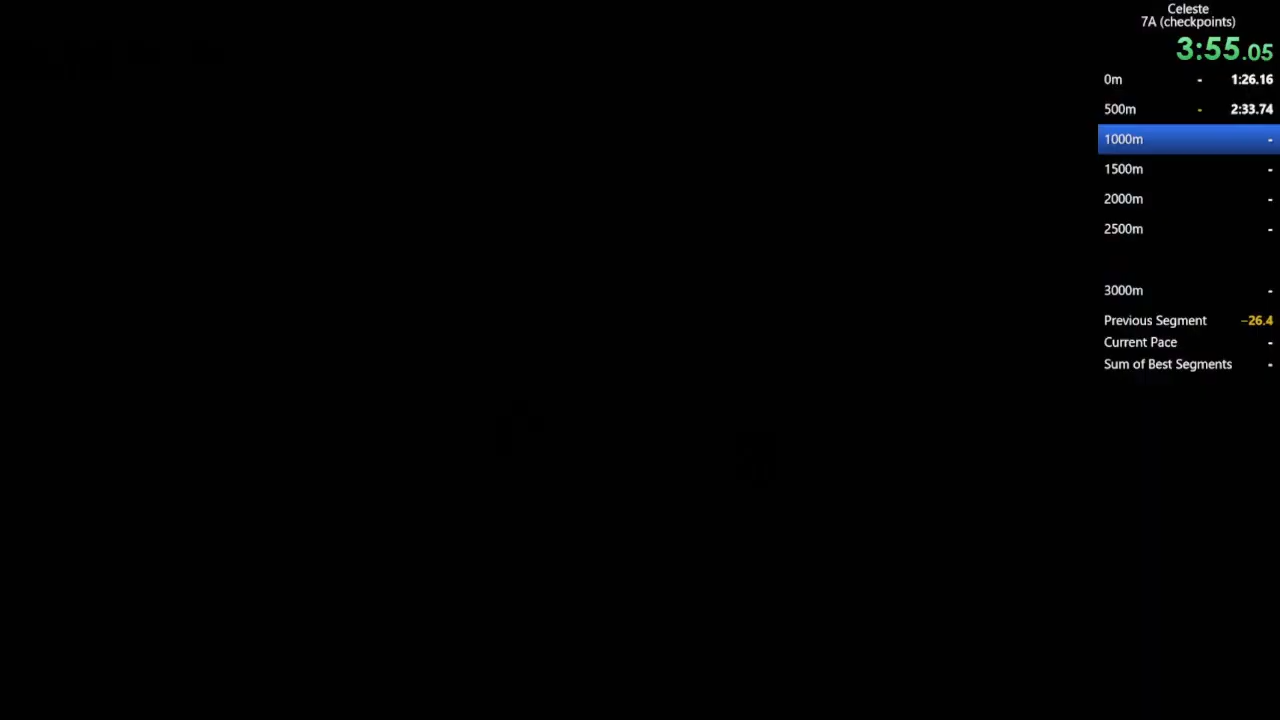 Celeste
7A (checkpoints)
3:55.05
0m - 1:26.16
500m - 2:33.74
1000m -
1500m -
2000m -
2500m -
3000m -
Previous Segment −26.4
Current Pace -
Sum of Best Segments -